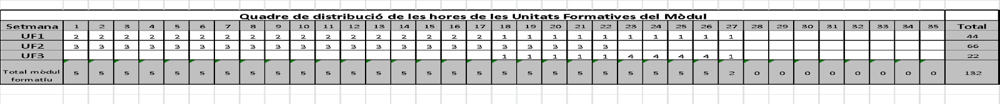 Quadre de distribució de les hores de les Unitats Formatives del Mòdul
Setmana 1 2 3 4 5 6 7 8 9 10 11 12 13 14 15 16 17 18 19 20 21 22 23 24 25 26 27 28 29 30 31 32 33 34 35 Total
UF1 2 2 2 2 2 2 2 2 2 2 2 2 2 2 2 2 2 1 1 1 1 1 1 1 1 1 1 44
UF2 3 3 3 3 3 3 3 3 3 3 3 3 3 3 3 3 3 3 3 3 3 3 66
UF3 1 1 1 1 1 4 4 4 4 1 22
Total mòdul formatiu 5 5 5 5 5 5 5 5 5 5 5 5 5 5 5 5 5 5 5 5 5 5 5 5 5 5 2 0 0 0 0 0 0 0 0 132